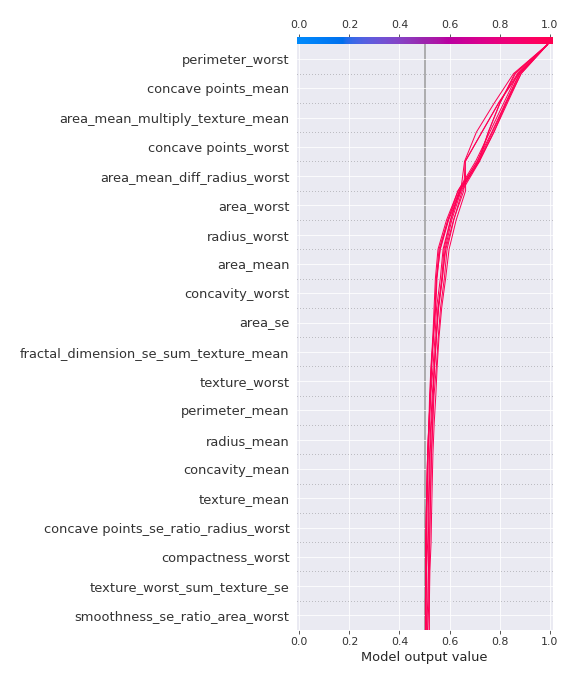 0.0 0.2 0.4 0.6 0.8 1.0
perimeter_worst
concave points_mean
area_mean_multiply_texture_mean
concave points_worst
area_mean_diff_radius_worst
area_worst
radius_worst
area_mean
concavity_worst
area_se
fractal_dimension_se_sum_texture_mean
texture_worst
perimeter_mean
radius_mean
concavity_mean
texture_mean
concave points_se_ratio_radius_worst
compactness_worst
texture_worst_sum_texture_se
smoothness_se_ratio_area_worst
0.0 0.2 0.4 0.6 0.8 1.0
Model output value